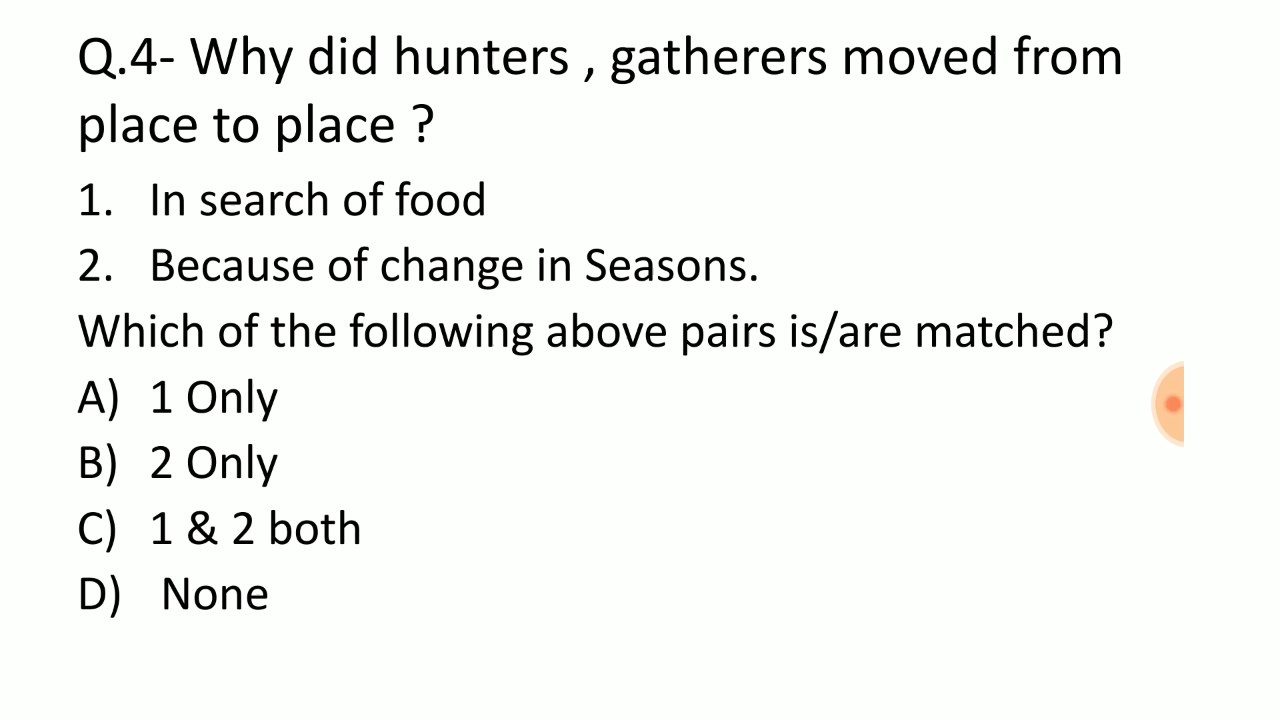 Q.4- Why did hunters , gatherers moved from
place to place ?
1. In search of food
2. Because of change in Seasons.
Which of the following above pairs is/are matched?
A) 1 Only
B) 2 Only
C) 1 & 2 both
D) None